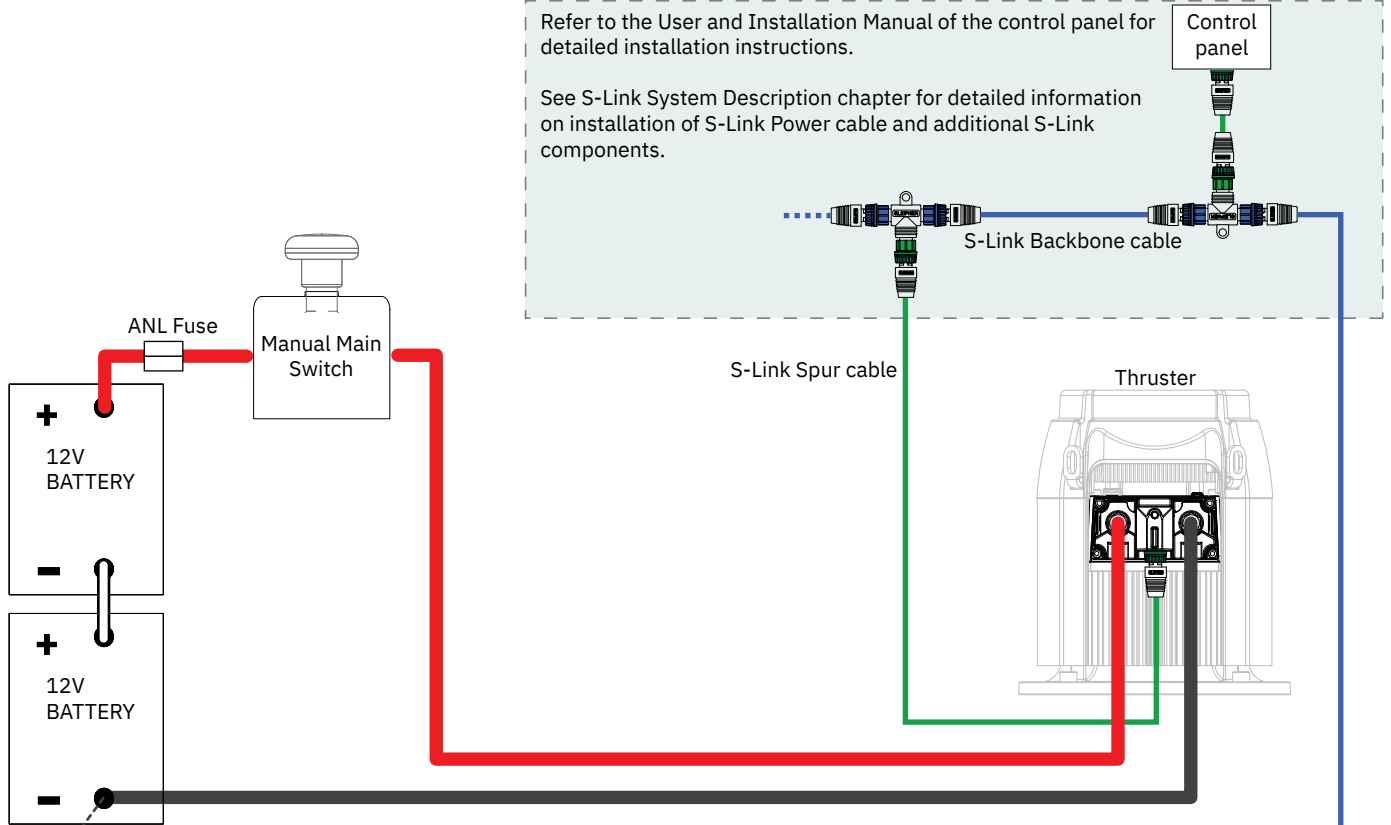 Refer to the User and Installation Manual of the control panel for
detailed installation instructions.
See S-Link System Description chapter for detailed information
on installation of S-Link Power cable and additional S-Link
components.
Control
panel
S-Link Backbone cable
ANL Fuse
Manual Main
Switch
S-Link Spur cable
Thruster
+
12V
BATTERY
-
+
12V
BATTERY
-